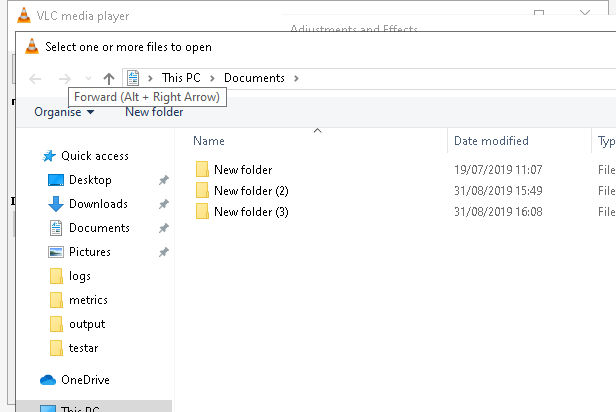 VLC media player
Adjustments and Effects
Select one or more files to open
This PC > Documents >
Forward (Alt + Right Arrow)
Organise New folder
Name Date modified Typ
Quick access
Desktop
Downloads
Documents
Pictures
logs
metrics
output
testar
OneDrive
This PC
New folder 19/07/2019 11:07 File
New folder (2) 31/08/2019 15:49 File
New folder (3) 31/08/2019 16:08 File